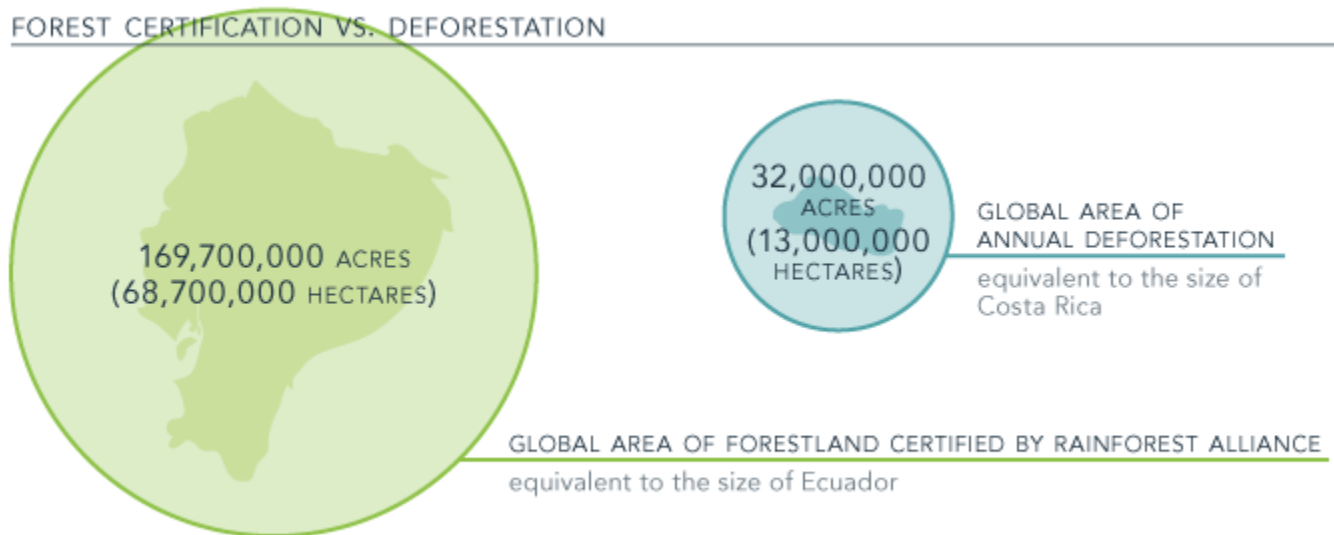 FOREST CERTIFICATION VS. DEFORESTATION
169,700,000 ACRES
(68,700,000 HECTARES)
32,000,000
ACRES
(13,000,000
HECTARES)
GLOBAL AREA OF
ANNUAL DEFORESTATION
equivalent to the size of
Costa Rica
GLOBAL AREA OF FORESTLAND CERTIFIED BY RAINFOREST ALLIANCE
equivalent to the size of Ecuador